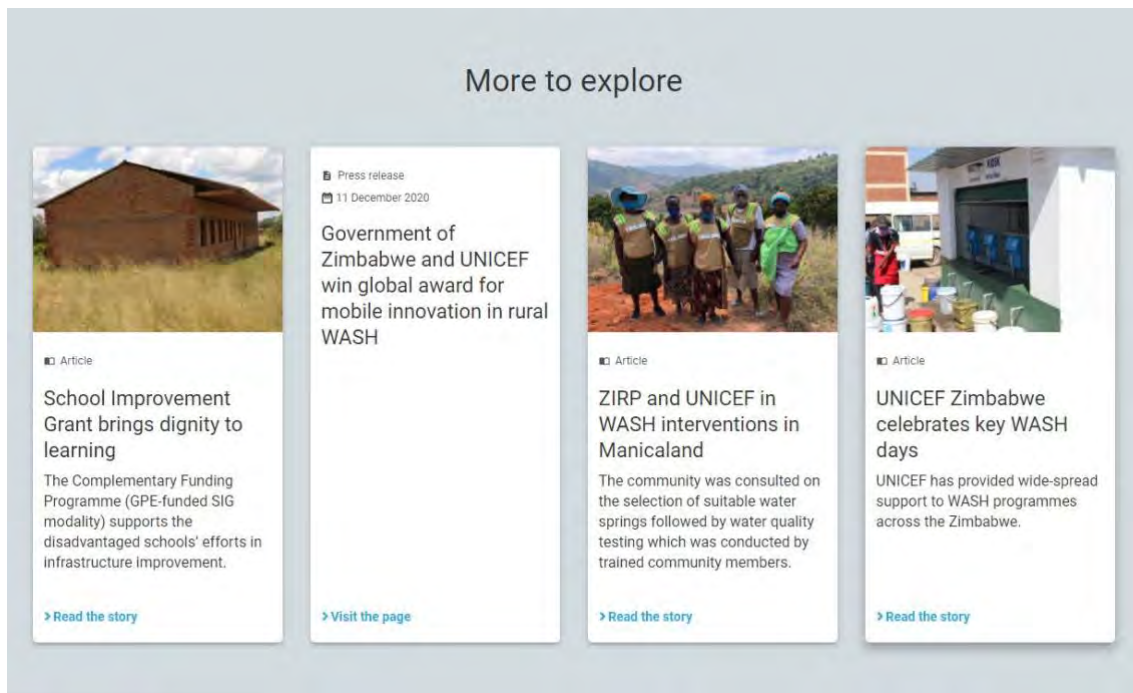 More to explore
Article
School Improvement
Grant brings dignity to
learning
The Complementary Funding
Programme (GPE-funded SIG
modality) supports the
disadvantaged schools' efforts in
infrastructure improvement.
Read the story
Press release
11 December 2020
Government of
Zimbabwe and UNICEF
win global award for
mobile innovation in rural
WASH
Visit the page
Article
ZIRP and UNICEF in
WASH interventions in
Manicaland
The community was consulted on
the selection of suitable water
springs followed by water quality
testing which was conducted by
trained community members.
Read the story
Article
UNICEF Zimbabwe
celebrates key WASH
days
UNICEF has provided wide-spread
support to WASH programmes
across the Zimbabwe.
Read the story